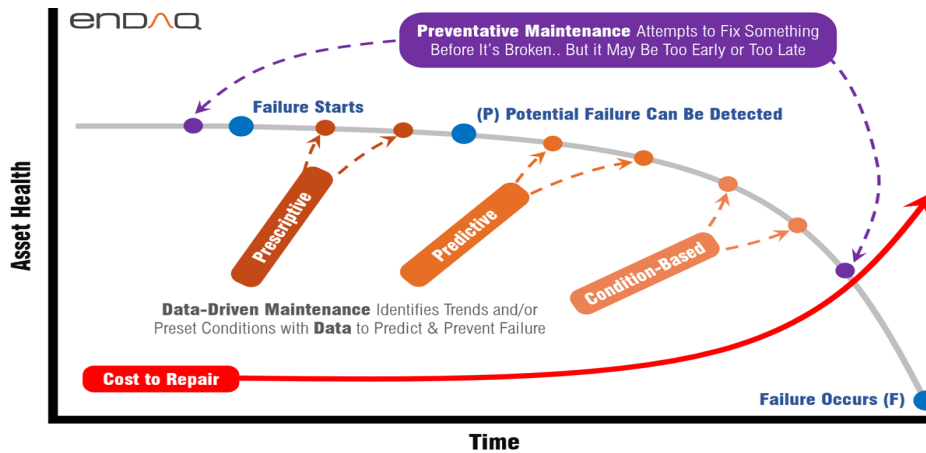 enDAQ
Preventative Maintenance Attempts to Fix Something
Before It's Broken.. But it May Be Too Early or Too Late
Failure Starts
(P) Potential Failure Can Be Detected
Asset Health
Prescriptive
Predictive
Condition-Based
Data-Driven Maintenance Identifies Trends and/or
Preset Conditions with Data to Predict & Prevent Failure
Cost to Repair
Failure Occurs (F)
Time